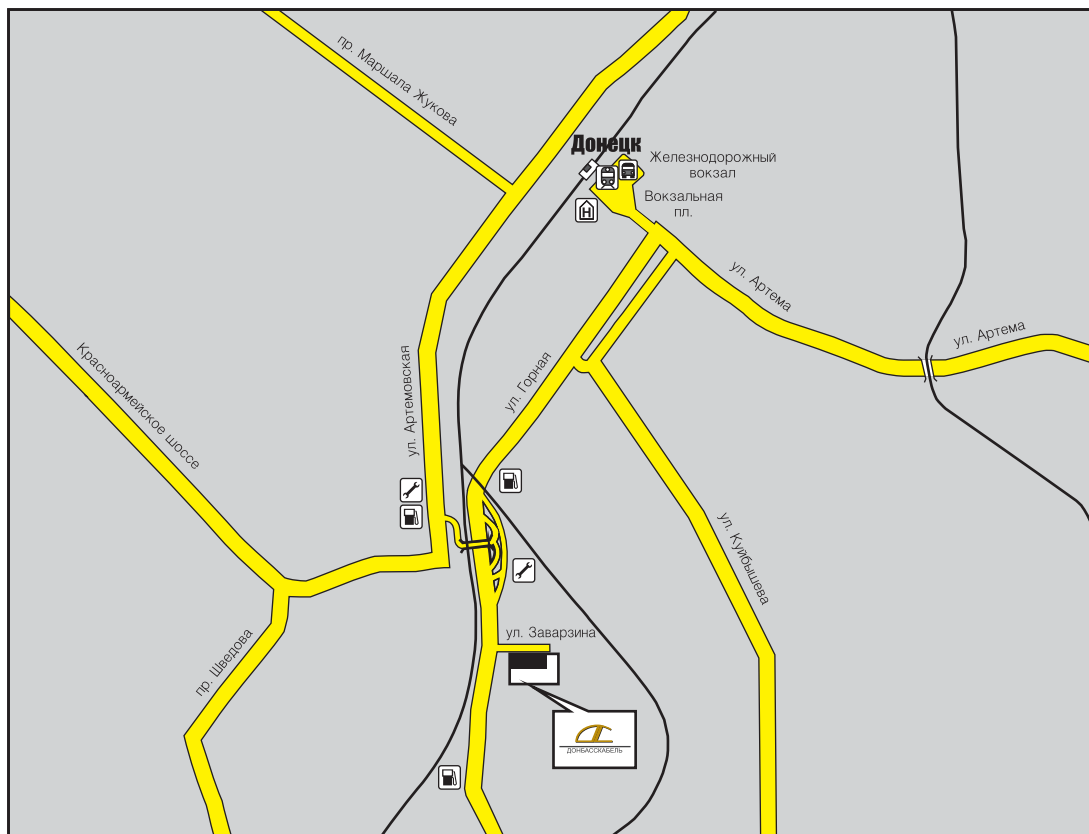 пр. Маршала Жукова
Донецк
Железнодорожный
вокзал
Вокзальная
пл.
H
ул. Артема
ул. Артема
Красноармейское шоссе
ул. Артемовская
ул. Горная
ул. Куйбышева
ул. Заварзина
пр. Шведова
ДОНБАССКАБЕЛЬ